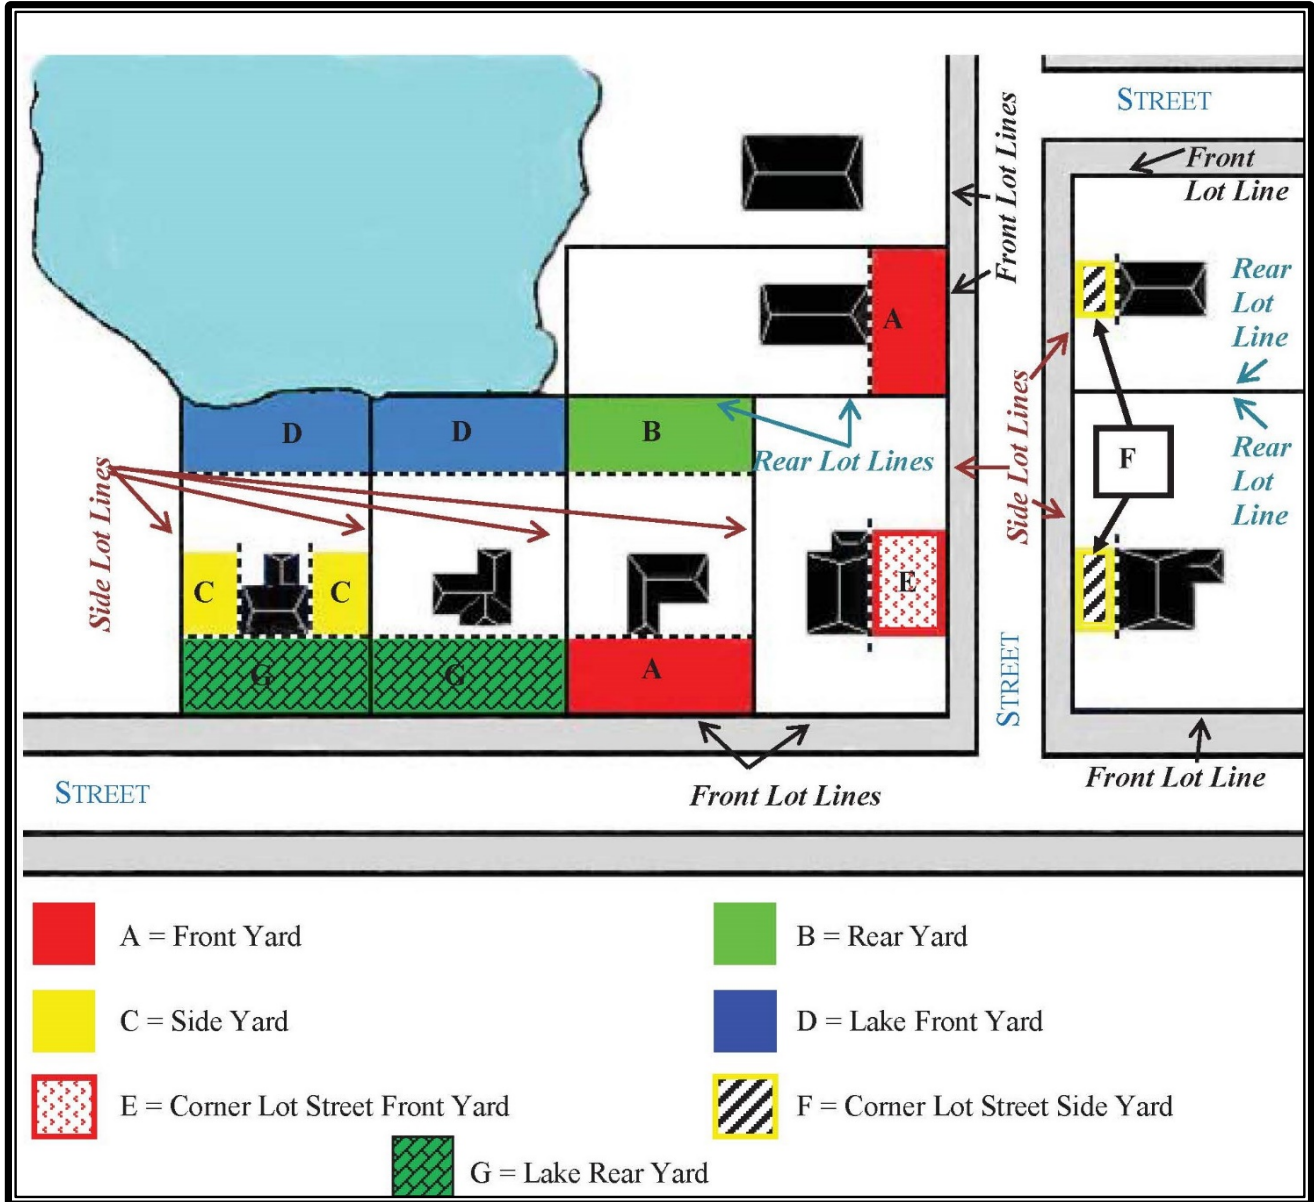 STREET
Front Lot Lines
Front
Lot Line
A
Rear
Lot
Line
Side Lot Lines
D
D
B
Rear Lot Lines
F
Rear
Lot
Line
Side Lot Lines
C
C
E
G
G
A
STREET
Front Lot Lines
Front Lot Line
STREET
A = Front Yard
B = Rear Yard
C = Side Yard
D = Lake Front Yard
E = Corner Lot Street Front Yard
F = Corner Lot Street Side Yard
G = Lake Rear Yard